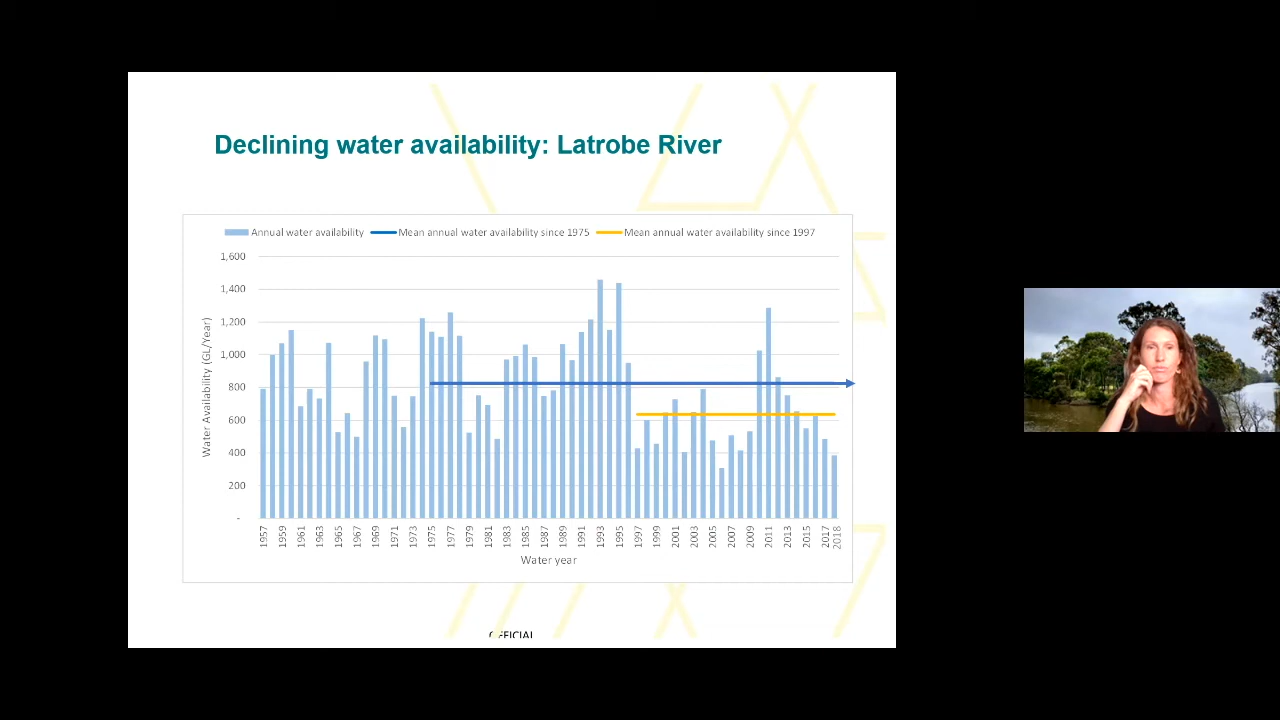 Declining water availability: Latrobe River
Annual water availability Mean annual water availability since 1975 Mean annual water availability since 1997
1,600
1,400
1,200
1,000
800
600
400
200
-
Water Availability (GL/Year)
1957 1959 1961 1963 1965 1967 1969 1971 1973 1975 1977 1979 1981 1983 1985 1987 1989 1991 1993 1995 1997 1999 2001 2003 2005 2007 2009 2011 2013 2015 2017 2018
Water year
OFFICIAL